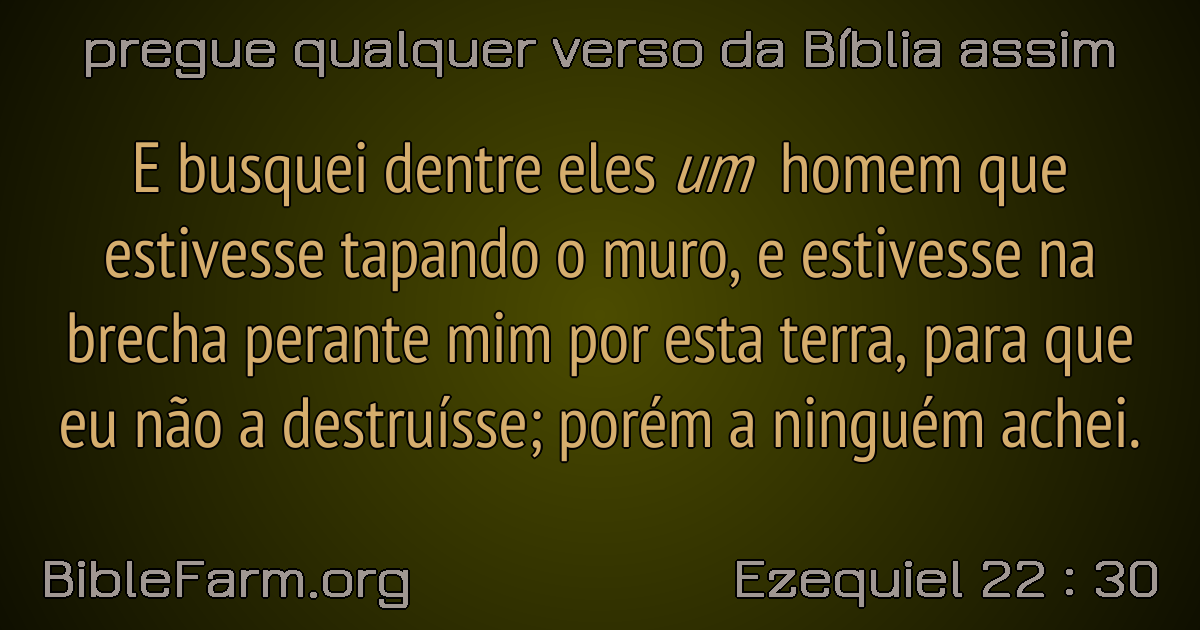 pregue qualquer verso da Bíblia assim
E busquei dentre eles um homem que
estivesse tapando o muro, e estivesse na
brecha perante mim por esta terra, para que
eu não a destruísse; porém a ninguém achei.
BibleFarm.org
Ezequiel 22 : 30